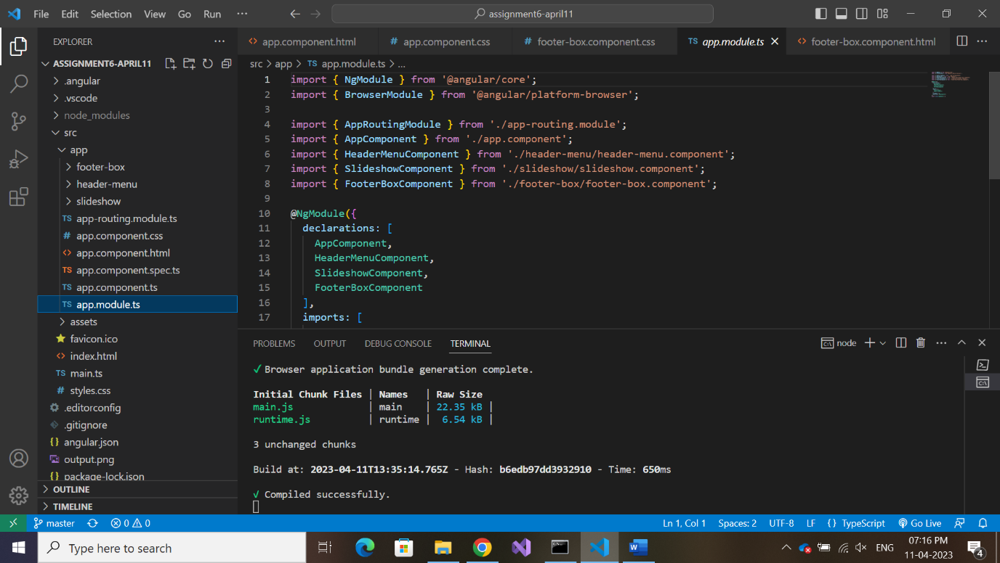 File Edit Selection View Go Run ··· assignment6-april11
EXPLORER ···
ASSIGNMENT6-APRIL11
.angular
.vscode
node_modules
src
app
footer-box
header-menu
slideshow
TS app-routing.module.ts
# app.component.css
<> app.component.html
TS app.component.spec.ts
TS app.component.ts
TS app.module.ts
assets
favicon.ico
<> index.html
TS main.ts
# styles.css
.editorconfig
.gitignore
{} angular.json
output.png
{} package-lock.json
OUTLINE
TIMELINE
<> app.component.html # app.component.css # footer-box.component.css TS app.module.ts <> footer-box.component.html ···
src > app > TS app.module.ts > ...
1 import { NgModule } from '@angular/core';
2 import { BrowserModule } from '@angular/platform-browser';
3
4 import { AppRoutingModule } from './app-routing.module';
5 import { AppComponent } from './app.component';
6 import { HeaderMenuComponent } from './header-menu/header-menu.component';
7 import { SlideshowComponent } from './slideshow/slideshow.component';
8 import { FooterBoxComponent } from './footer-box/footer-box.component';
9
10 @NgModule({
11 declarations: [
12 AppComponent,
13 HeaderMenuComponent,
14 SlideshowComponent,
15 FooterBoxComponent
16 ],
17 imports: [
PROBLEMS OUTPUT DEBUG CONSOLE TERMINAL node ···
✓ Browser application bundle generation complete.
Initial Chunk Files | Names | Raw Size
main.js | main | 22.35 kB |
runtime.js | runtime | 6.54 kB |
3 unchanged chunks
Build at: 2023-04-11T13:35:14.765Z - Hash: b6edb97dd3932910 - Time: 650ms
√ Compiled successfully.
master 0 0 Ln 1, Col 1 Spaces: 2 UTF-8 LF {} TypeScript Go Live
Type here to search ENG 07:16 PM
11-04-2023 4